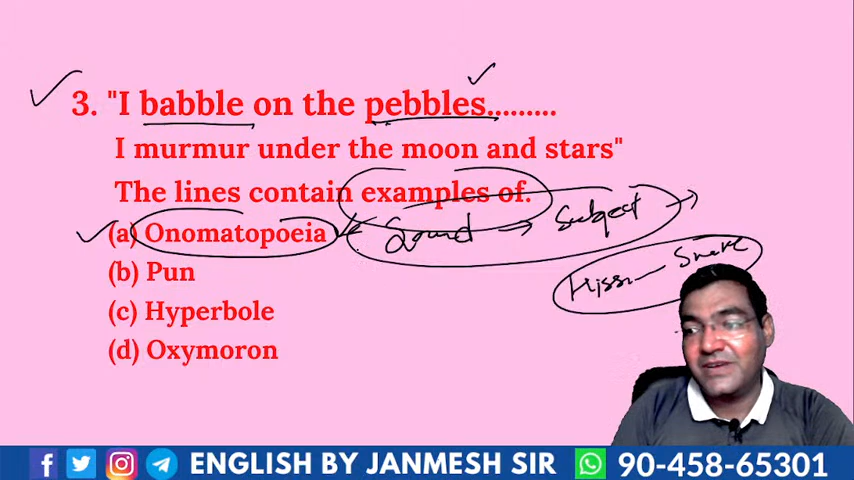 3. "I babble on the pebbles.........
I murmur under the moon and stars"
The lines contain examples of.
(a) Onomatopoeia
Sound → Subject →
(b) Pun
Hiss — Snake
(c) Hyperbole
(d) Oxymoron
ENGLISH BY JANMESH SIR 90-458-65301